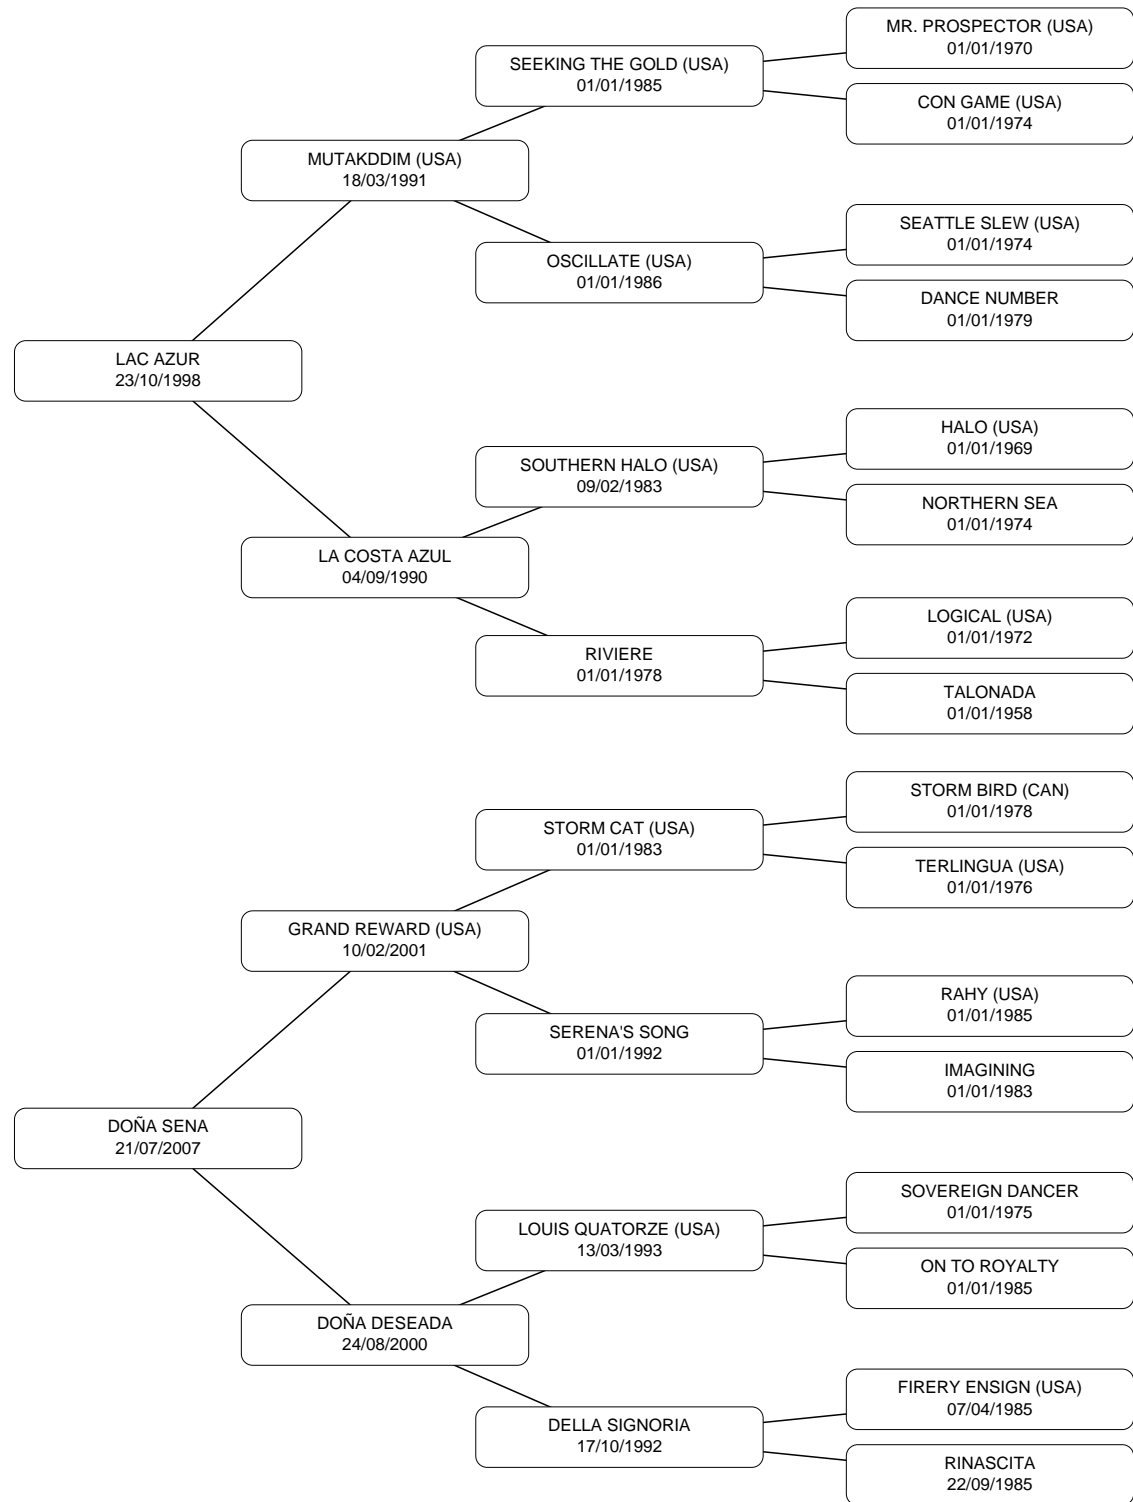 MR. PROSPECTOR (USA)
01/01/1970
SEEKING THE GOLD (USA)
01/01/1985
CON GAME (USA)
01/01/1974
MUTAKDDIM (USA)
18/03/1991
SEATTLE SLEW (USA)
01/01/1974
OSCILLATE (USA)
01/01/1986
DANCE NUMBER
01/01/1979
LAC AZUR
23/10/1998
HALO (USA)
01/01/1969
SOUTHERN HALO (USA)
09/02/1983
NORTHERN SEA
01/01/1974
LA COSTA AZUL
04/09/1990
LOGICAL (USA)
01/01/1972
RIVIERE
01/01/1978
TALONADA
01/01/1958
STORM BIRD (CAN)
01/01/1978
STORM CAT (USA)
01/01/1983
TERLINGUA (USA)
01/01/1976
GRAND REWARD (USA)
10/02/2001
RAHY (USA)
01/01/1985
SERENA'S SONG
01/01/1992
IMAGINING
01/01/1983
DOÑA SENA
21/07/2007
SOVEREIGN DANCER
01/01/1975
LOUIS QUATORZE (USA)
13/03/1993
ON TO ROYALTY
01/01/1985
DOÑA DESEADA
24/08/2000
FIRERY ENSIGN (USA)
07/04/1985
DELLA SIGNORIA
17/10/1992
RINASCITA
22/09/1985